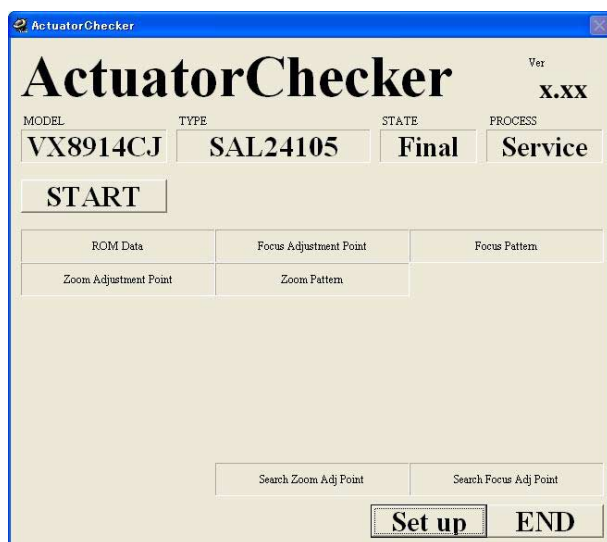 ActuatorChecker
ActuatorChecker
Ver
x.xx
MODEL TYPE STATE PROCESS
VX8914CJ SAL24105 Final Service
START
ROM Data Focus Adjustment Point Focus Pattern
Zoom Adjustment Point Zoom Pattern
Search Zoom Adj Point Search Focus Adj Point
Set up END